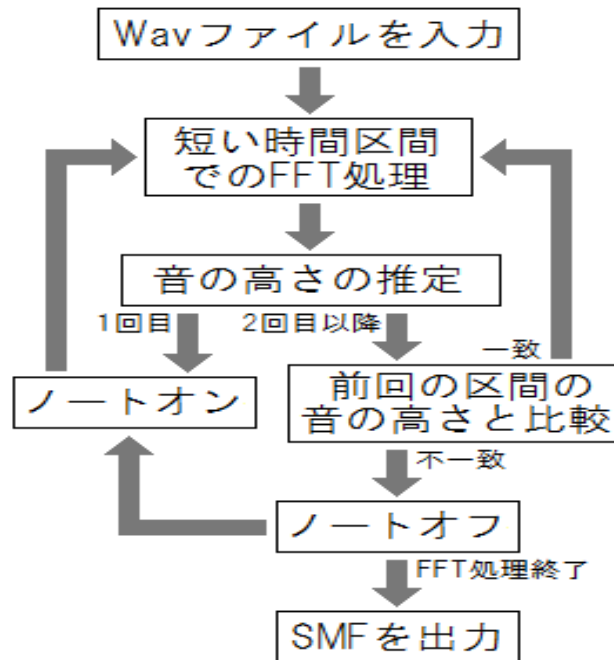 Wavファイルを入力
短い時間区間
でのFFT処理
音の高さの推定
1回目
2回目以降
一致
ノートオン
前回の区間の
音の高さと比較
不一致
ノートオフ
FFT処理終了
SMFを出力